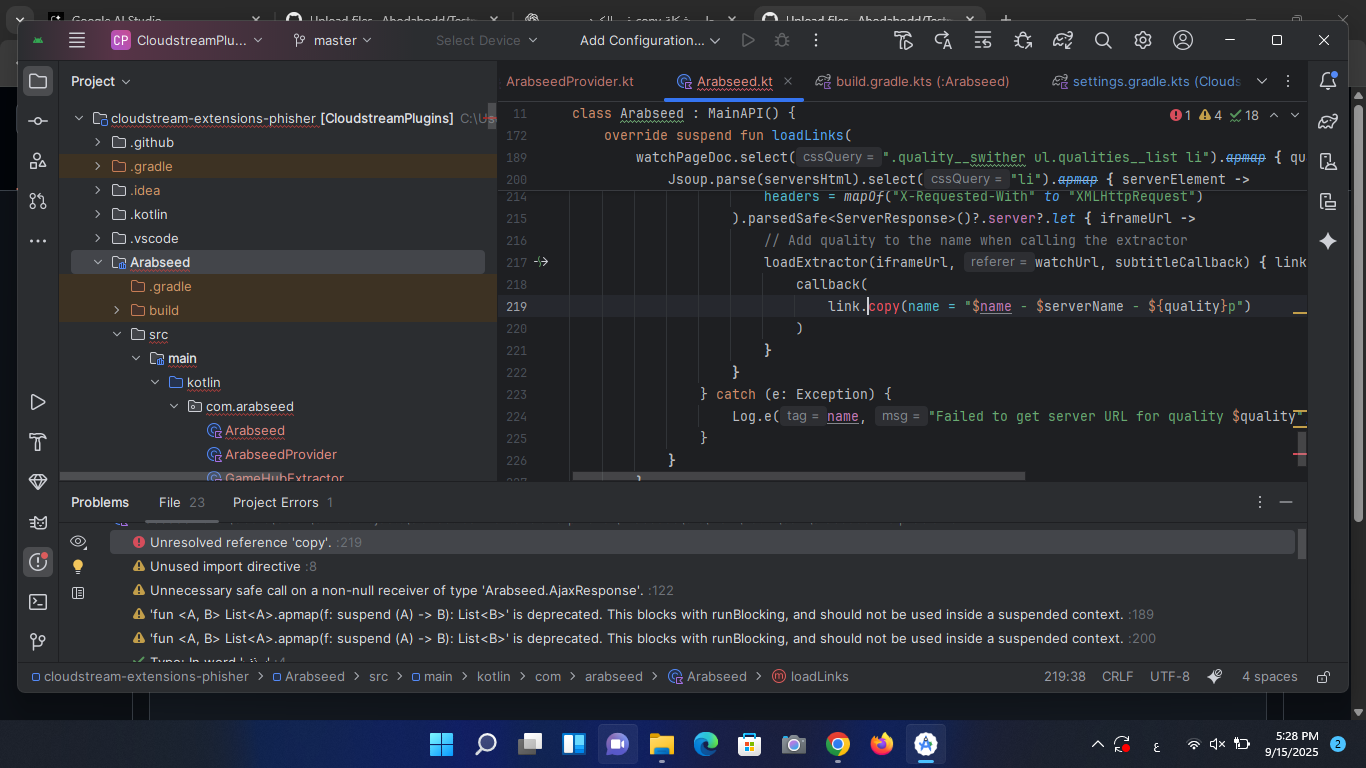 Google AI Studio
CP CloudstreamPlu... master Select Device Add Configuration...
Project
cloudstream-extensions-phisher [CloudstreamPlugins]
.github
.gradle
.idea
.kotlin
.vscode
Arabseed
.gradle
build
src
main
kotlin
com.arabseed
Arabseed
ArabseedProvider
GameHubExtractor
ArabseedProvider.kt Arabseed.kt build.gradle.kts (:Arabseed) settings.gradle.kts (Clouds
1 4 18
11 class Arabseed : MainAPI() {
172 override suspend fun loadLinks(
189 watchPageDoc.select( cssQuery = ".quality__swither ul.qualities__list li").apmap { qu
200 Jsoup.parse(serversHtml).select( cssQuery = "li").apmap { serverElement ->
214 headers = mapOf("X-Requested-With" to "XMLHttpRequest")
215 ).parsedSafe<ServerResponse>()?.server?.let { iframeUrl ->
216 // Add quality to the name when calling the extractor
217 loadExtractor(iframeUrl, referer = watchUrl, subtitleCallback) { link
218 callback(
219 link.copy(name = "$name - $serverName - ${quality}p")
220 )
221 }
222 }
223 } catch (e: Exception) {
224 Log.e( tag = name, msg = "Failed to get server URL for quality $quality"
225 }
226 }
Problems File 23 Project Errors 1
Unresolved reference 'copy'. :219
Unused import directive :8
Unnecessary safe call on a non-null receiver of type 'Arabseed.AjaxResponse'. :122
'fun <A, B> List<A>.apmap(f: suspend (A) -> B): List<B>' is deprecated. This blocks with runBlocking, and should not be used inside a suspended context. :189
'fun <A, B> List<A>.apmap(f: suspend (A) -> B): List<B>' is deprecated. This blocks with runBlocking, and should not be used inside a suspended context. :200
cloudstream-extensions-phisher > Arabseed > src > main > kotlin > com > arabseed > Arabseed > loadLinks 219:38 CRLF UTF-8 4 spaces
ع 5:28 PM
9/15/2025 2